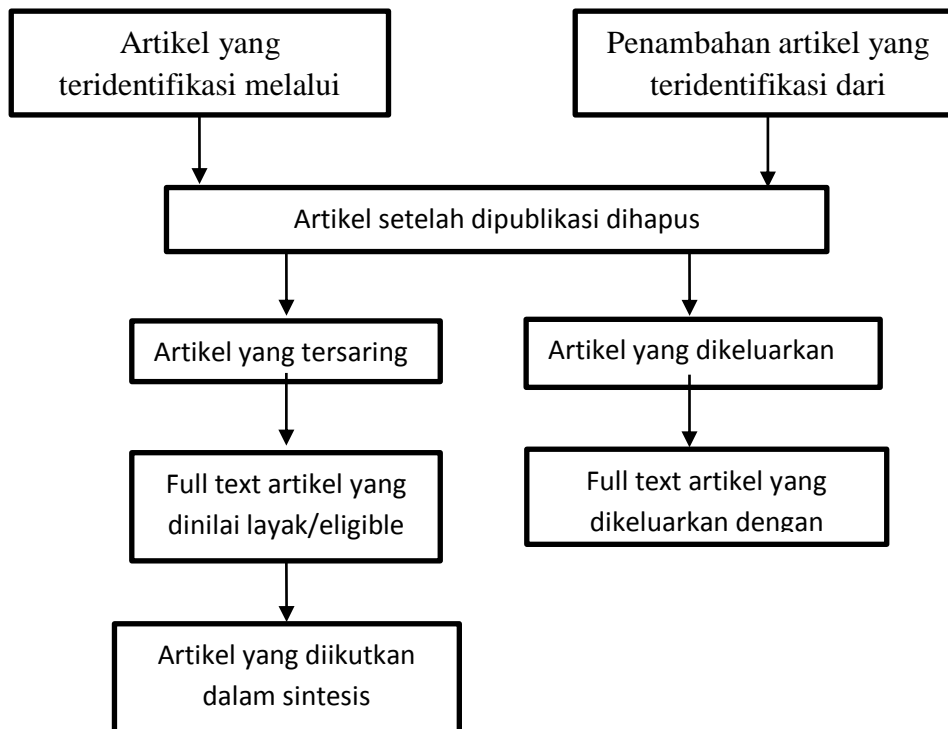 Artikel yang
teridentifikasi melalui
Penambahan artikel yang
teridentifikasi dari
Artikel setelah dipublikasi dihapus
Artikel yang tersaring
Artikel yang dikeluarkan
Full text artikel yang
dinilai layak/eligible
Full text artikel yang
dikeluarkan dengan
Artikel yang diikutkan
dalam sintesis